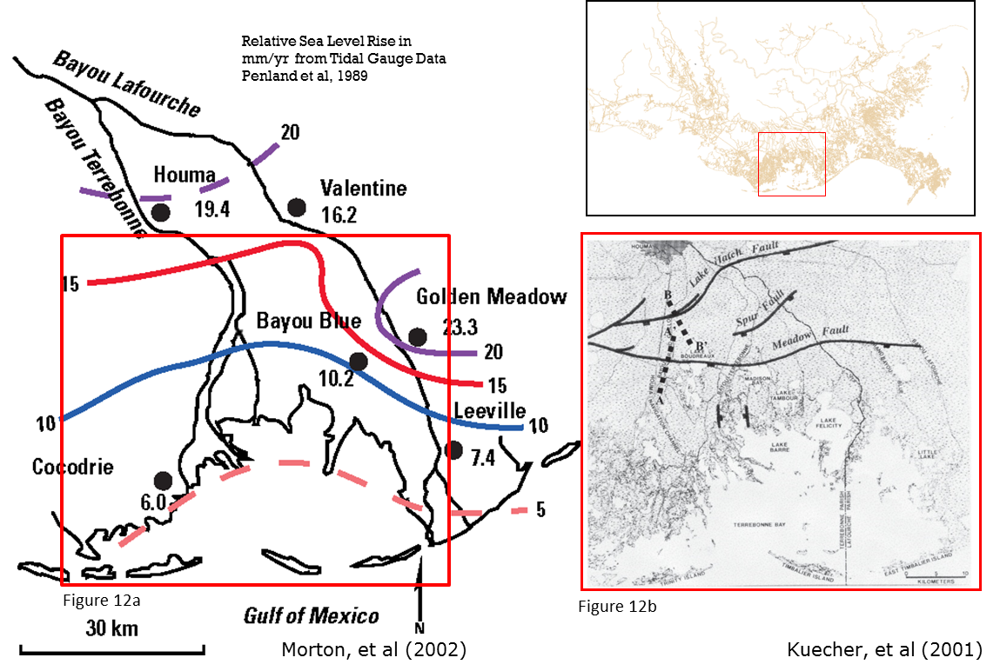 Relative Sea Level Rise in
mm/yr from Tidal Gauge Data
Penland et al, 1989
Bayou Lafourche
Bayou Terrebonne
20
Houma
19.4
Valentine
16.2
15
Golden Meadow
23.3
Bayou Blue
20
10.2
15
Leeville
10
10
7.4
Cocodrie
6.0
5
Figure 12a
30 km
Gulf of Mexico
N
Morton, et al (2002)
HOUMA
Lake Hatch Fault
B
Spur Fault
A'
B'
LAKE
BOUDREAUX
Meadow Fault
BAYOU LAFOURCHE
MADISON
BAY
LAKE
TAMBOUR
A
LAKE
FELICITY
LAKE
BARRE
LITTLE
LAKE
TERREBONNE BAY
TERREBONNE PARISH
LAFOURCHE PARISH
TRINITY ISLAND
TIMBALIER ISLAND
EAST TIMBALIER ISLAND
0 5 10
KILOMETERS
Figure 12b
Kuecher, et al (2001)